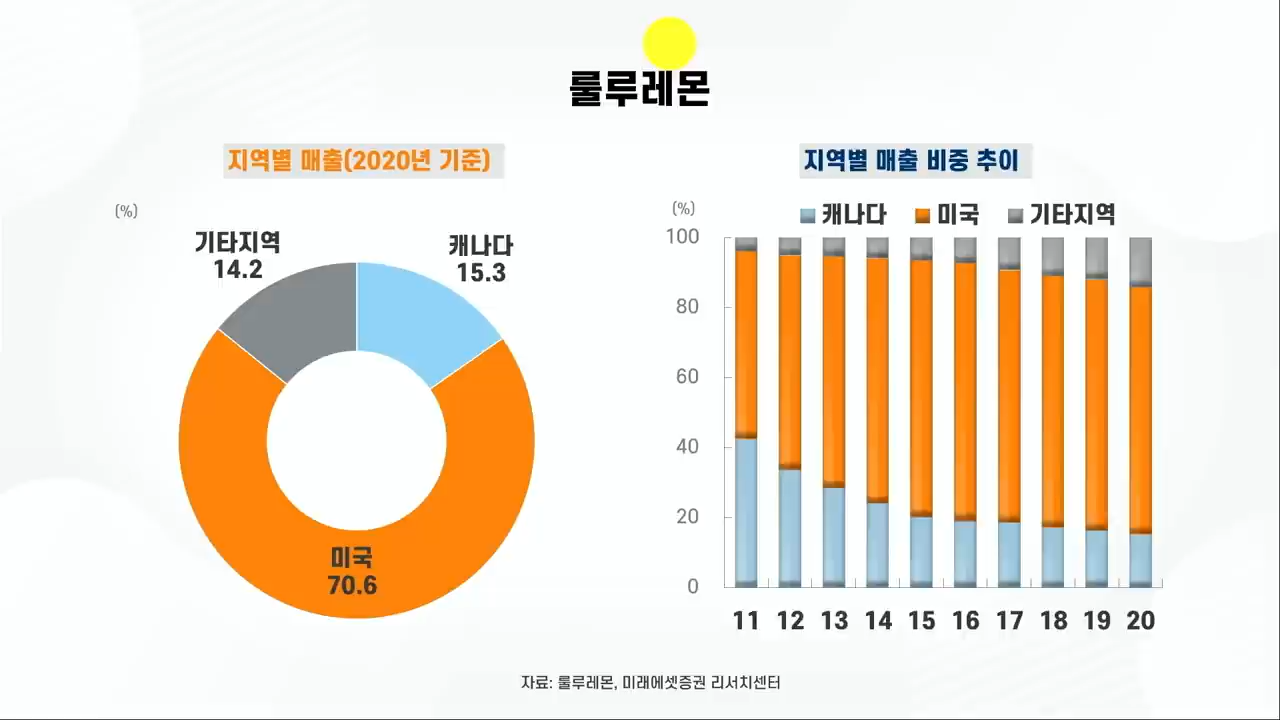 룰루레몬
지역별 매출(2020년 기준)
(%)
기타지역
14.2
캐나다
15.3
미국
70.6
지역별 매출 비중 추이
(%)
캐나다 미국 기타지역
100
80
60
40
20
0
11 12 13 14 15 16 17 18 19 20
자료: 룰루레몬, 미래에셋증권 리서치센터